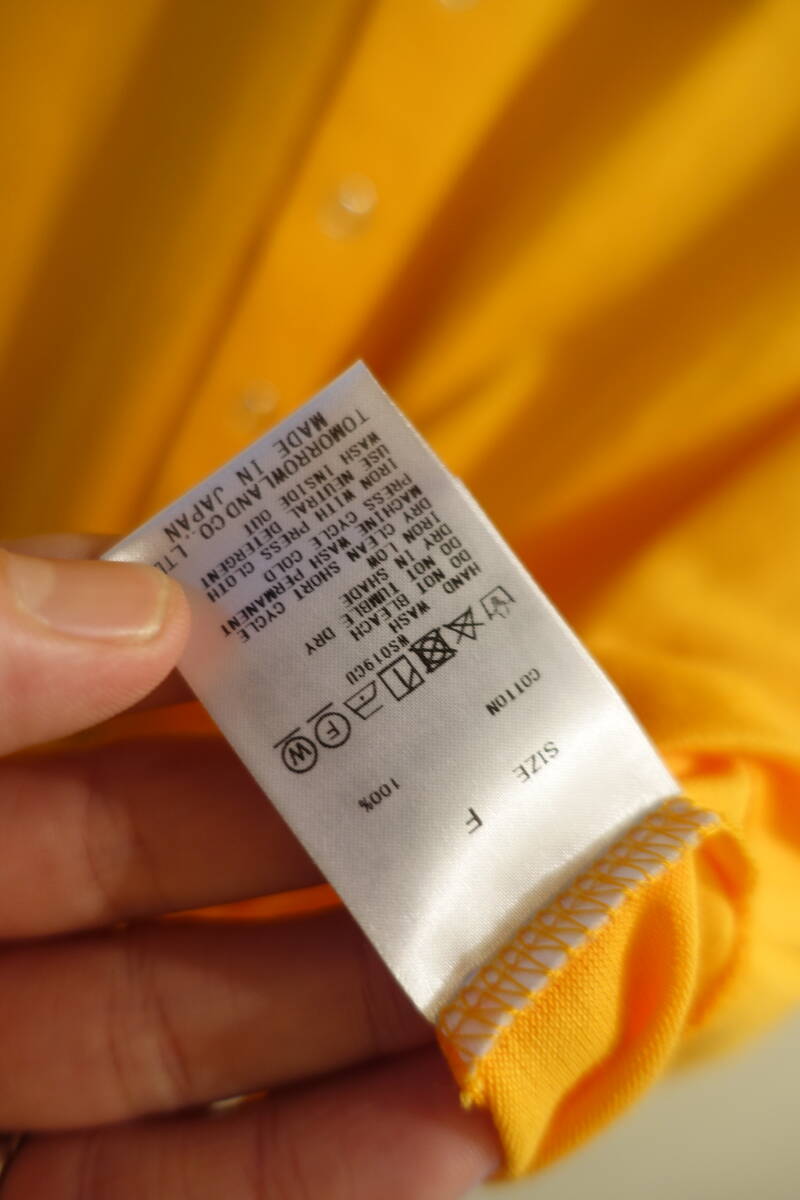 SIZE F
COTTON 100%
F W
WS019CU
HAND WASH
DO NOT BLEACH
DO NOT TUMBLE DRY
DRY IN SHADE
IRON LOW
DRY CLEAN SHORT CYCLE
MACHINE WASH PERMANENT
PRESS CYCLE COLD
IRON WITH PRESS CLOTH
USE NEUTRAL DETERGENT
WASH INSIDE OUT
TOMORROWLAND CO., LTD
MADE IN JAPAN